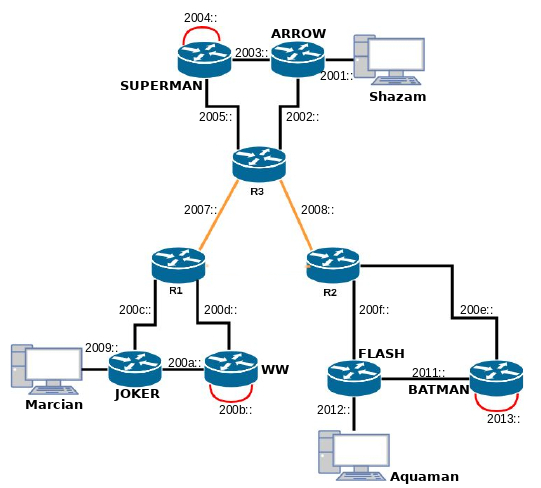 2004::
ARROW
2003::
2001::
SUPERMAN
Shazam
2005::
2002::
R3
2007::
2008::
R1
R2
200c::
200d::
200f::
200e::
2009::
200a::
FLASH
WW
2011::
JOKER
BATMAN
Marcian
200b::
2012::
2013::
Aquaman